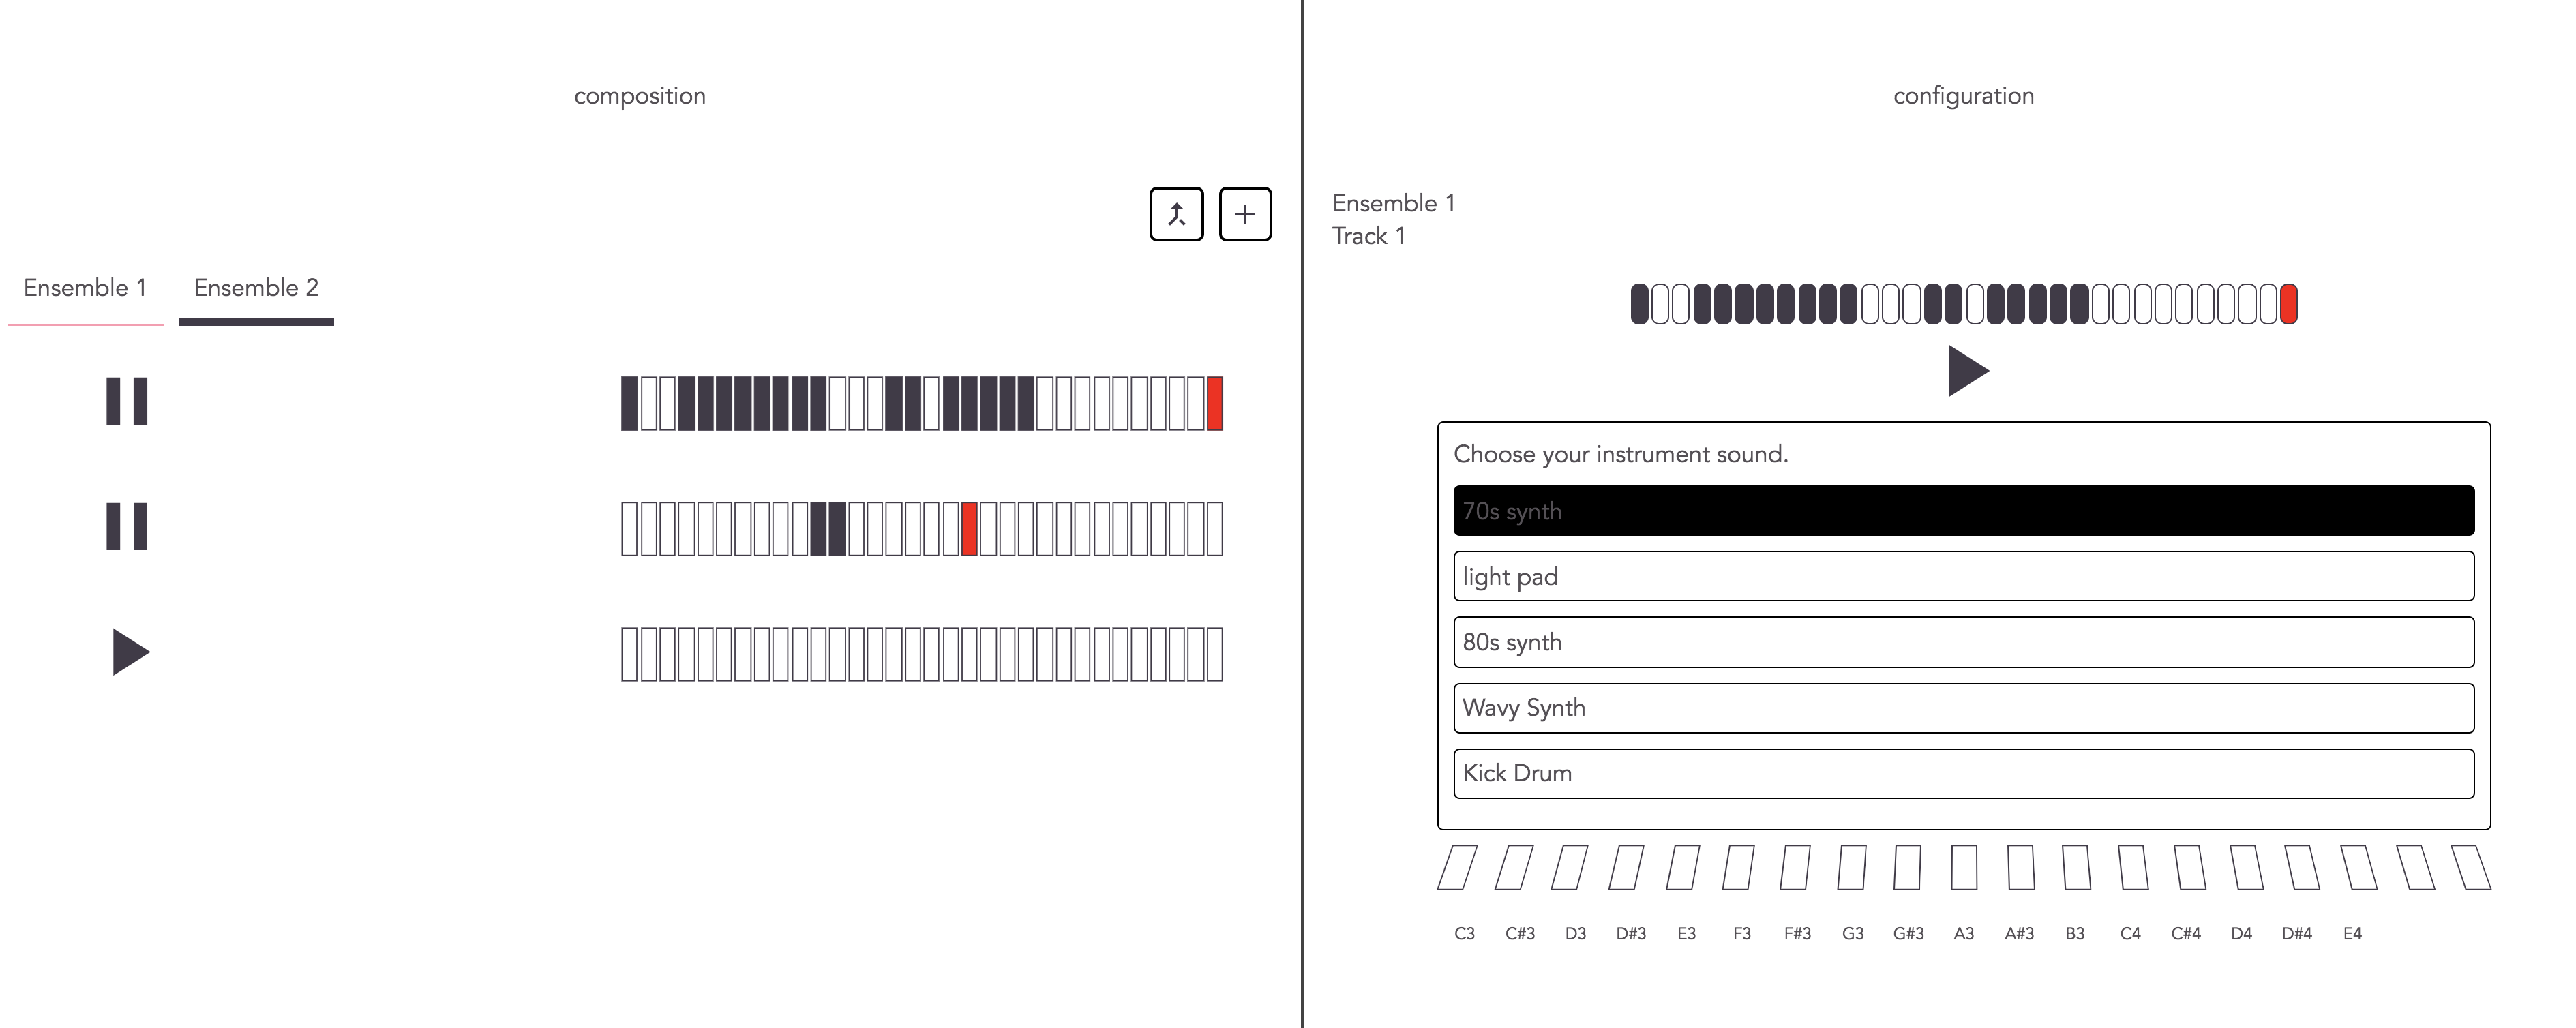 composition
Ensemble 1 Ensemble 2
configuration
Ensemble 1
Track 1
Choose your instrument sound.
70s synth
light pad
80s synth
Wavy Synth
Kick Drum
C3 C#3 D3 D#3 E3 F3 F#3 G3 G#3 A3 A#3 B3 C4 C#4 D4 D#4 E4